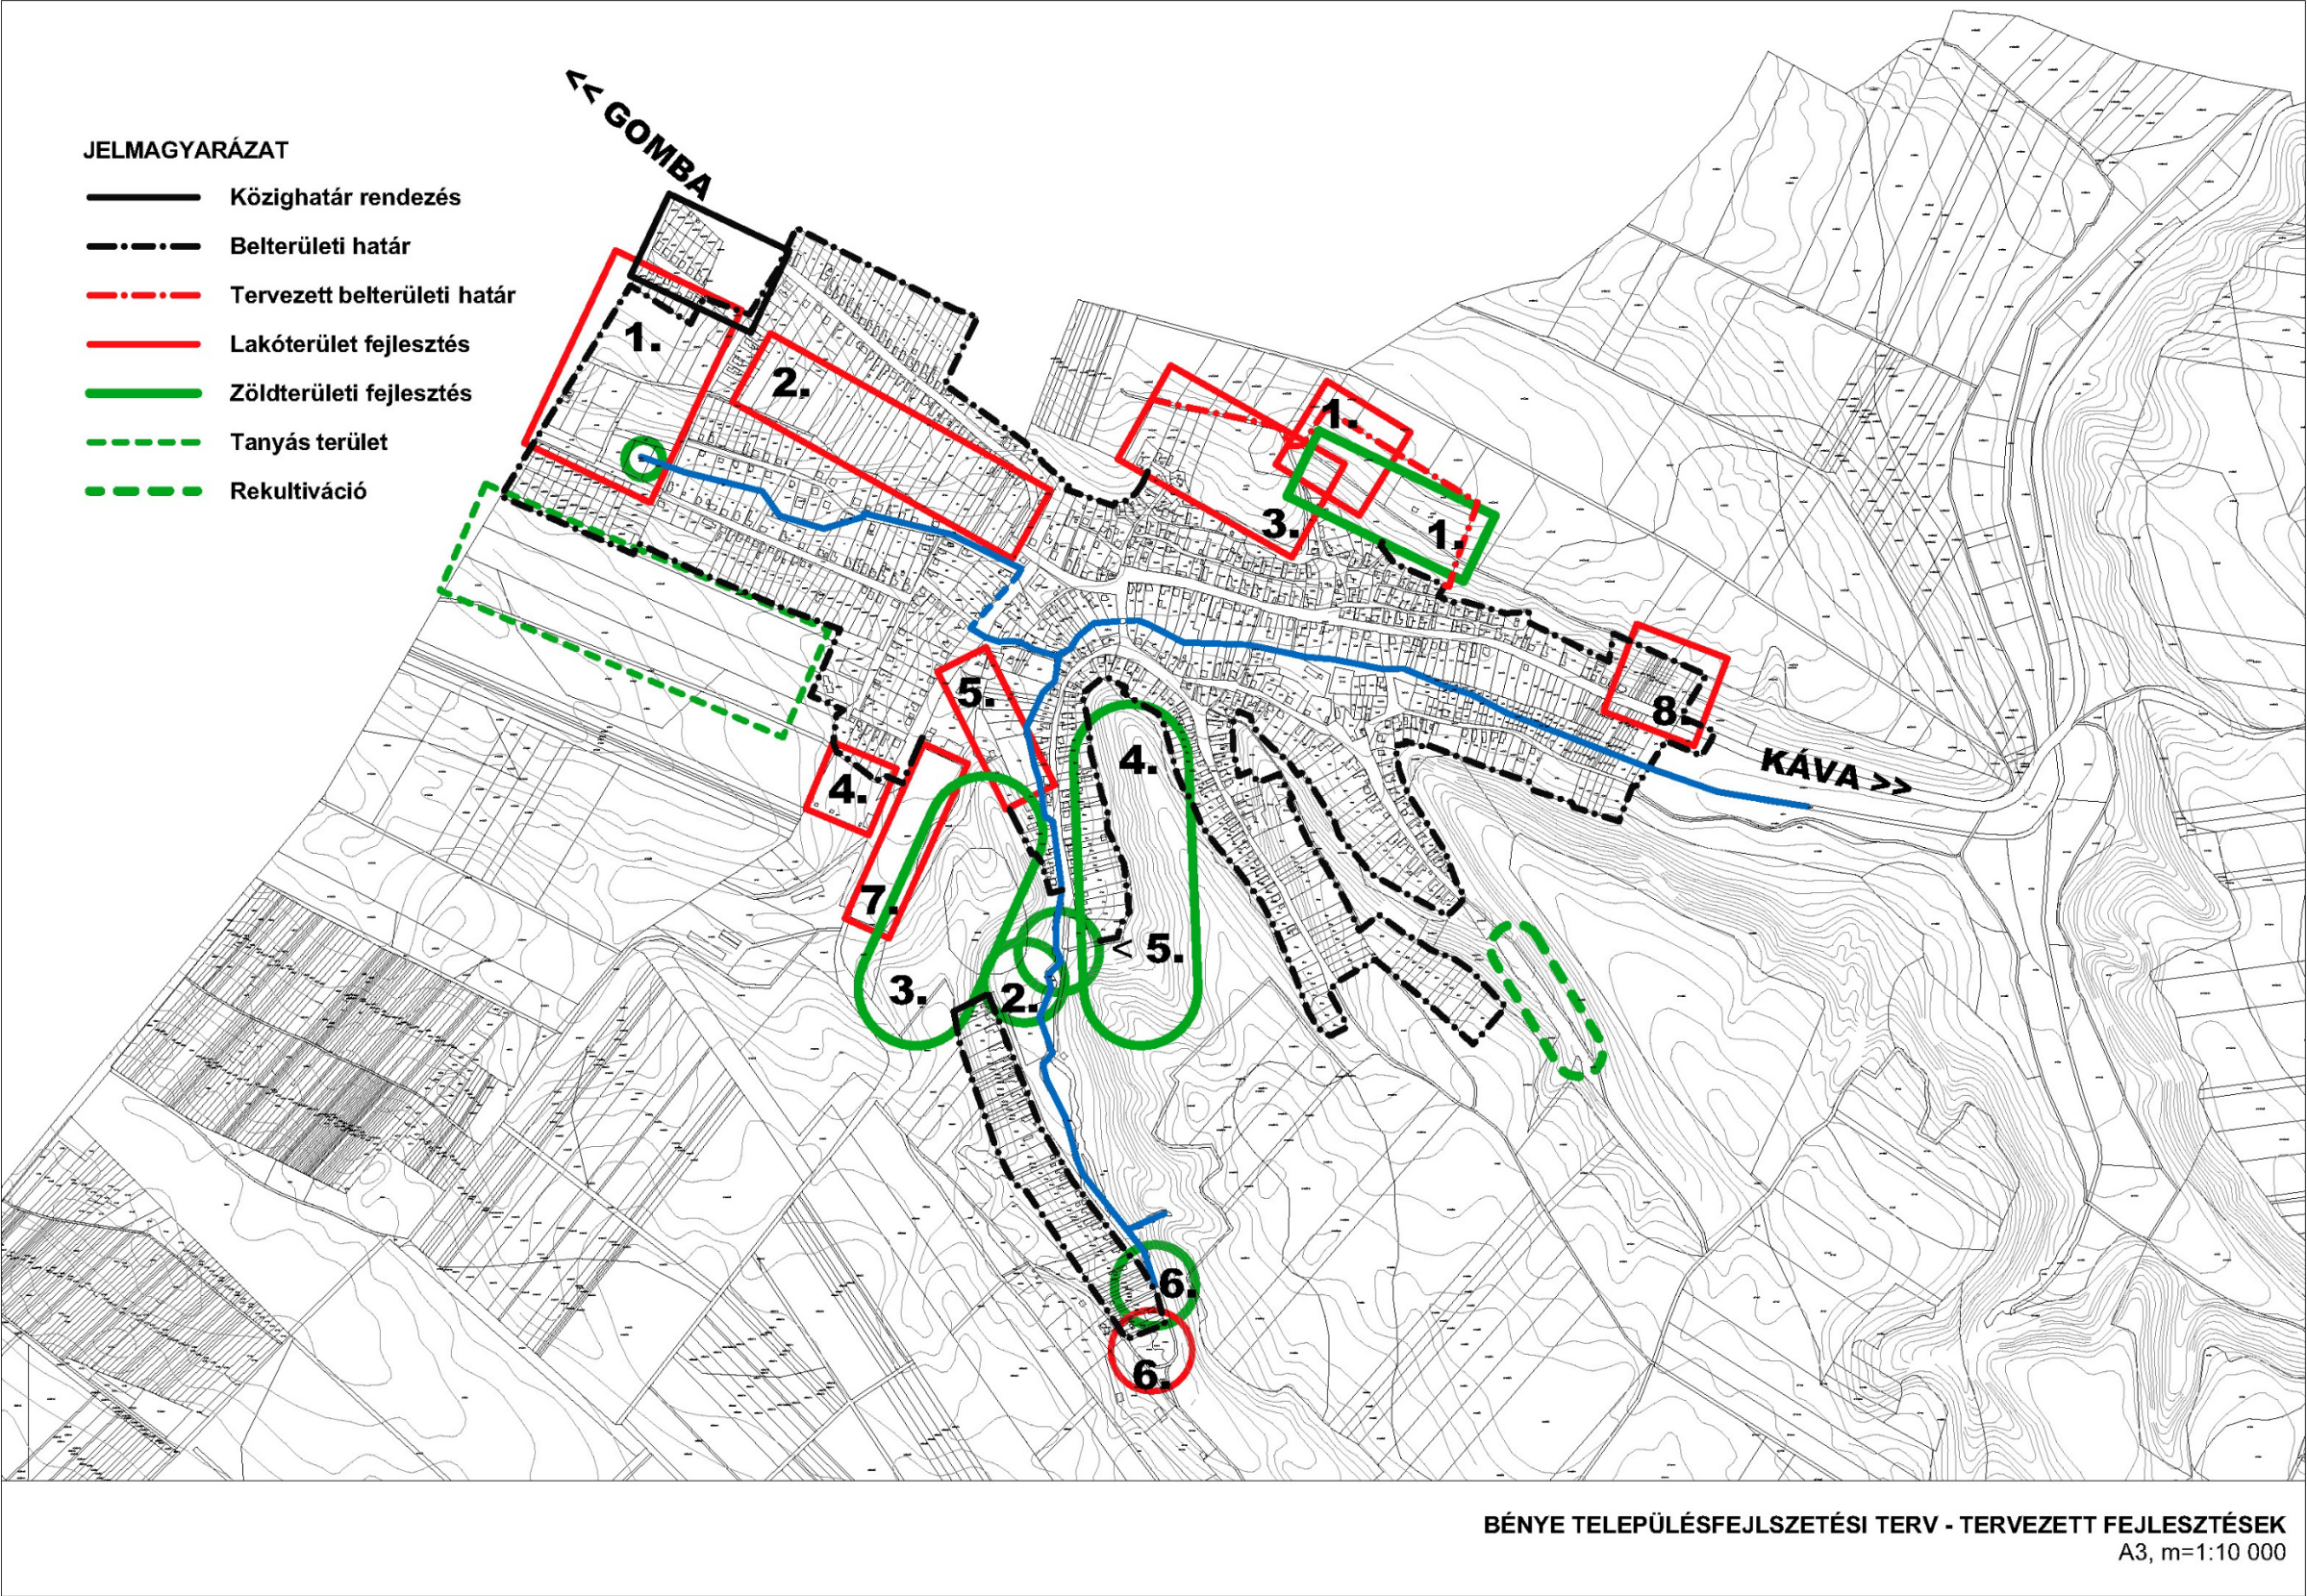 << GOMBA
JELMAGYARÁZAT
Közighatár rendezés
Belterületi határ
Tervezett belterületi határ
Lakóterület fejlesztés
Zöldterületi fejlesztés
Tanyás terület
Rekultiváció
1.
2.
1.
3.
1.
5.
8.
4.
4.
KÁVA >>
7.
5.
3.
2.
6.
6.
BÉNYE TELEPÜLÉSFEJLSZETÉSI TERV - TERVEZETT FEJLESZTÉSEK
A3, m=1:10 000